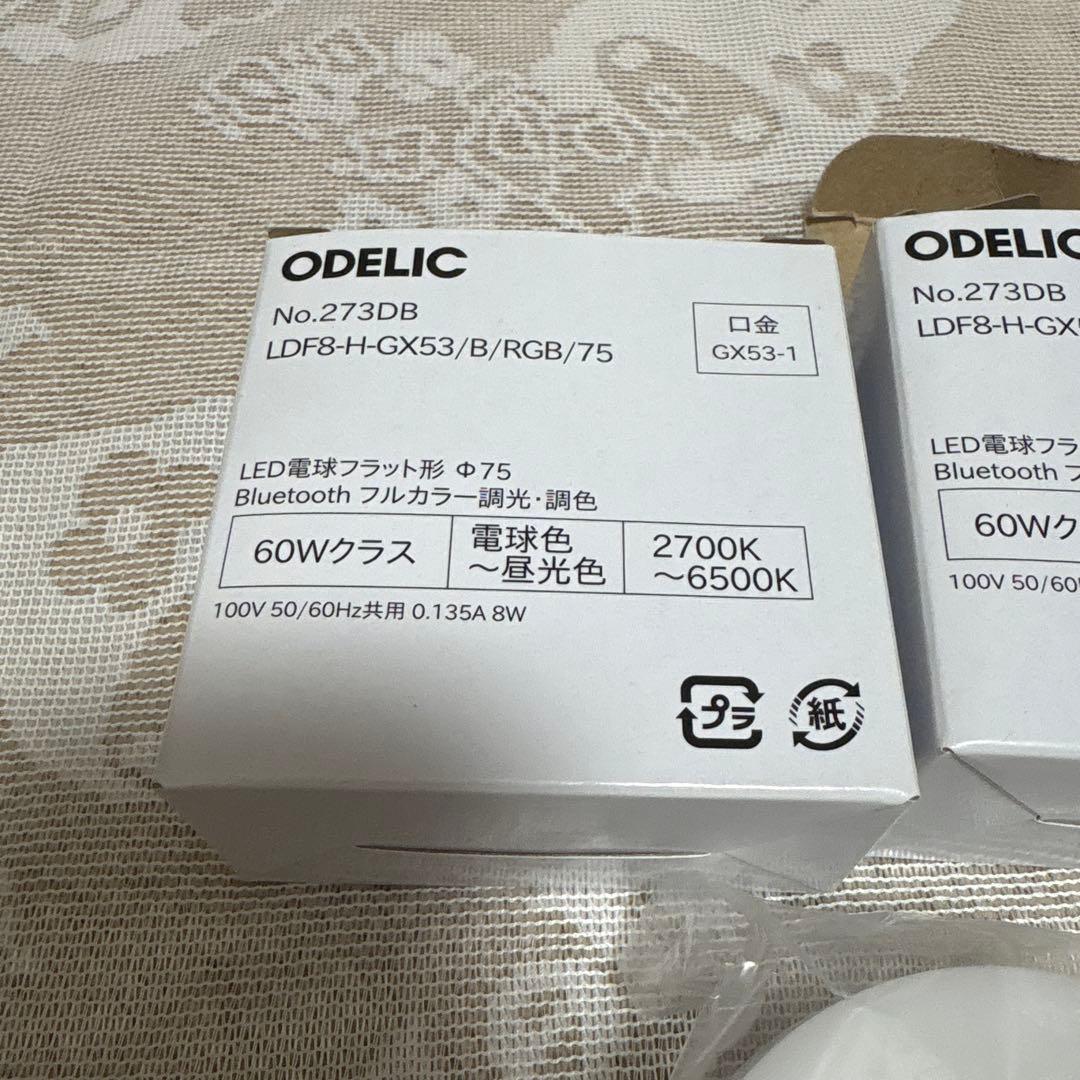 ODELIC
No.273DB
LDF8-H-GX53/B/RGB/75
口金
GX53-1
LED電球フラット形 Φ75
Bluetooth フルカラー調光・調色
60Wクラス
電球色
～昼光色
2700K
～6500K
100V 50/60Hz共用 0.135A 8W
プラ
紙
ODELIC
No.273DB
LDF8-H-GX
LED電球フラ
Bluetooth フ
60Wク
100V 50/60